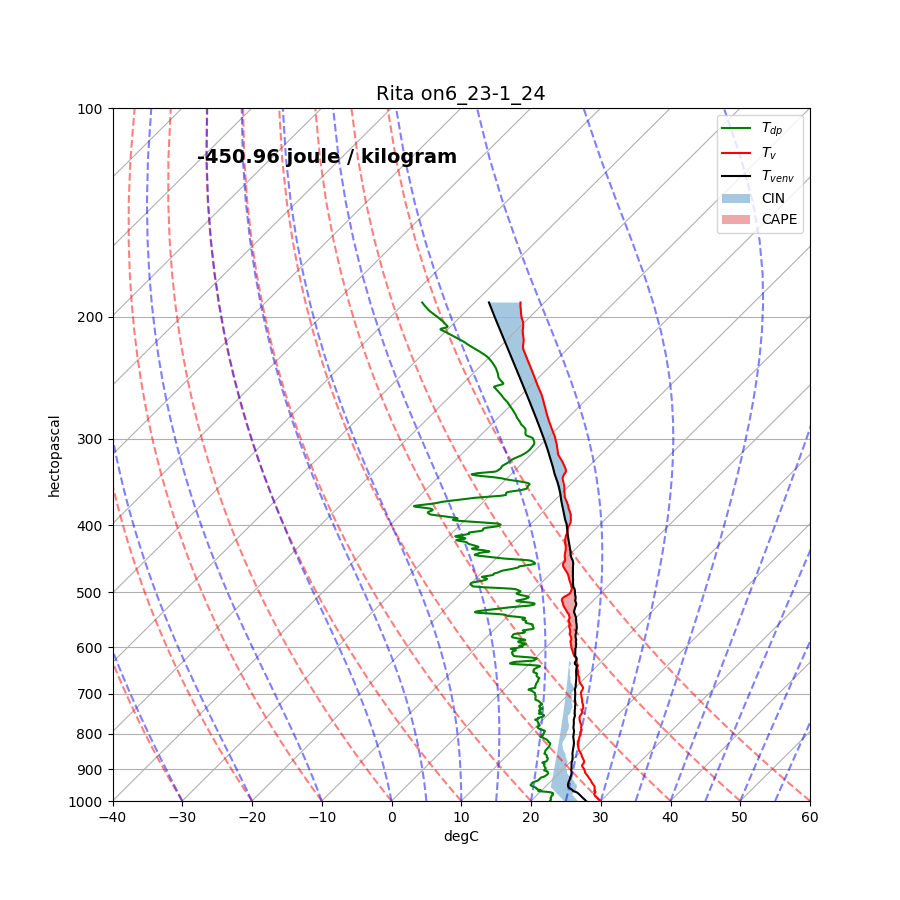 Rita on6_23-1_24
-450.96 joule / kilogram
T_dp
T_v
T_venv
CIN
CAPE
hectopascal
100
200
300
400
500
600
700
800
900
1000
−40 −30 −20 −10 0 10 20 30 40 50 60
degC